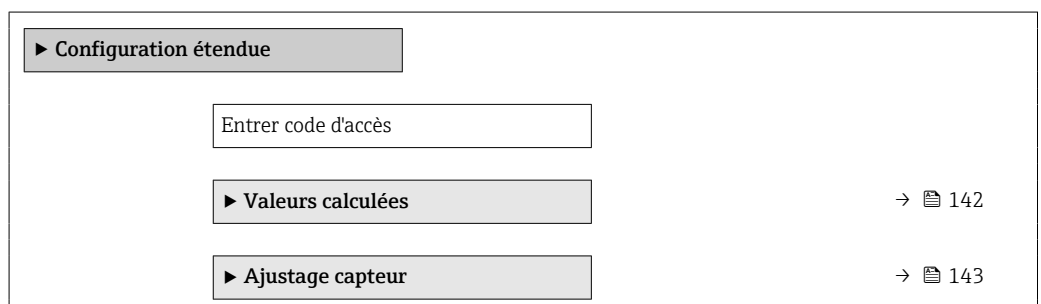 ▶ Configuration étendue
Entrer code d'accès
▶ Valeurs calculées → 142
▶ Ajustage capteur → 143